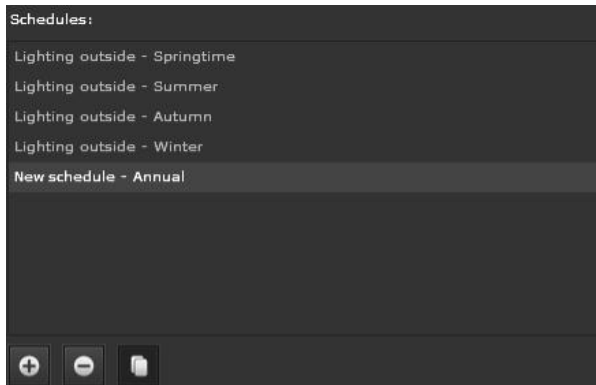 Schedules:
Lighting outside - Springtime
Lighting outside - Summer
Lighting outside - Autumn
Lighting outside - Winter
New schedule - Annual